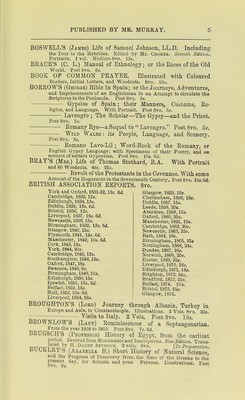 PUBLISHED BY MR. MURRAY. 5
BOSWELL'S (JAMES) Life of Samuel Johnson, LL.D. Including
the Tour to the Hebrides. Edited by Mr. CROKER. Seventh Edition.
Portraits. 1 vol. Medium 8vo. 12s.
BRACE'S (C. L.) Manual of Ethnology; or the Races of the Old
World. Post 8vo. 6s.
BOOK OF COMMON PRAYER. Illustrated with Coloured
Borders, Initial Letters, and Woodcuts. 8vo. 18s.
BORROW'S (GEORGE) Bible in Spain; or the Journeys, Adventures,
and Imprisonments of an Englishman in an Attempt to circulate the
Scriptures in the Peninsula. Post 8vo. 5s.
Gypsies of Spain; their Manners, Customs, Re-
ligion, and Language. With Portrait. Post 8vo. 5s.
Lavengro; The Scholar—The Gypsy—and the Priest.
Post 8vo. 5s.
Romany Rye—a Sequel to "Lavengro." Post 8vo. 5s.
WILD WALES: its People, Language, and Scenery.
Post 8vo. 5s.
Romano Lavo-Lil; Word-Book of the Romany, or
English Gypsy Language; with Specimens of their Poetry, and an
account of certain Gypsyries. Post 8vo. 10s. 6d.
BRAY'S (MRS.) Life of Thomas Stothard, R.A. With Portrait
and 60 Woodcuts. 4to. 21s.
Revolt of the Protestants in the Cevennes. With some
Account of the Huguenots in the Seventeenth Century. Post 8vo. 10s. 6d.
BRITISH ASSOCIATION REPORTS. 8vo.
York and Oxford, 1831-32, 13s. 6d.
Cambridge, 1833, 12s.
Edinburgh, 1834, 15s.
Dublin, 1835, 13s. 6d.
Bristol, 1836, 12s.
Liverpool, 1837, 16s. 6d.
Newcastle, 1838, 15s.
Birmingham, 1839, 13s. 6d.
Glasgow, 1840, 15s.
Plymouth, 1841, 13s. 6d.
Manchester, 1842, 10s. 6d.
Cork, 1843, 12s.
York, 1844, 20s.
Cambridge, 1845, 12s.
Southampton, 1846, 15s.
Oxford, 1847, 18s.
Swansea, 1848, 9s.
Birmingham, 1849, 10s.
Edinburgh, 1850, 15s.
Ipswich, 1851, 16s. 6d.
Belfast, 1852, 15s.
Hull, 1853, 10s. 6d.
Liverpool, 1854, 18s.
Glasgow, 1855, 15s.
Cheltenham, 1856, 18s.
Dublin, 1857, 15s.
Leeds, 1858, 20s.
Aberdeen, 1859, 15s.
Oxford, 1860, 25s.
Manchester, 1861, 15s.
Cambridge, 1862, 20s.
Newcastle, 1863, 25s.
Bath, 1864, 18s.
Birmingham, 1865, 25s
Nottingham, 1866, 24s.
Dundee, 1867, 26s.
Norwich, 1868, 25s.
Exeter, 1869, 22s.
Liverpool, 1870, 18s.
Edinburgh, 1871, 16s.
Brighton, 1872, 24s.
Bradford, 1873, 25s.
Belfast, 1874. 25s.
Bristol, 1875, 25s.
Glasgow, 1876.
BROUGHTON'S (LORD) Journey through Albania, Turkey in
Europe and Asia, to Constantinople. Illustrations. 2 Vols. 8vo. 30s.
Visits to Italy. 2 Vols. Post 8vo. 18s.
BROWNLOW'S (LADY) Reminiscences of a Septuagenarian.
From the year 1802 to 1815. Post 8vo. 7s. 6d.
BRUGSCH'S (PROFESSOR) History of Egypt, from the earliest
period. Derived from Monuments and Inscriptions. New Edition. Trans-
lated by H. DANBY SEYMOUR. 2 vols. 8vo. [In Preparation.
BUCKLEY'S (ARABELLA B.) Short History of Natural Science,
and the Progress of Discovery from the time of the Greeks to the
present day, for Schools and young Persons. Illustrations. Post
8vo. 9s.